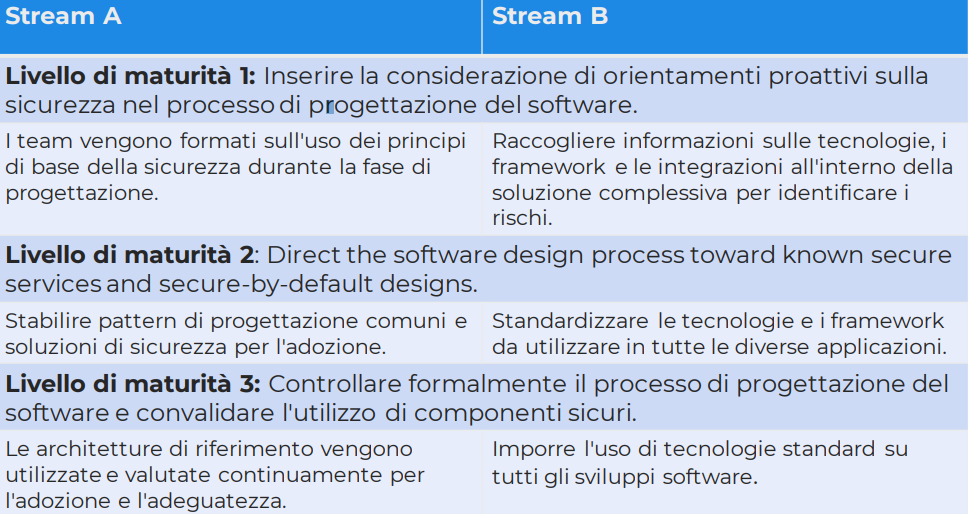 Stream A
Stream B
Livello di maturità 1: Inserire la considerazione di orientamenti proattivi sulla
sicurezza nel processo di progettazione del software.
I team vengono formati sull'uso dei principi
di base della sicurezza durante la fase di
progettazione.
Raccogliere informazioni sulle tecnologie, i
framework e le integrazioni all'interno della
soluzione complessiva per identificare i
rischi.
Livello di maturità 2: Direct the software design process toward known secure
services and secure-by-default designs.
Stabilire pattern di progettazione comuni e
soluzioni di sicurezza per l'adozione.
Standardizzare le tecnologie e i framework
da utilizzare in tutte le diverse applicazioni.
Livello di maturità 3: Controllare formalmente il processo di progettazione del
software e convalidare l'utilizzo di componenti sicuri.
Le architetture di riferimento vengono
utilizzate e valutate continuamente per
l'adozione e l'adeguatezza.
Imporre l'uso di tecnologie standard su
tutti gli sviluppi software.